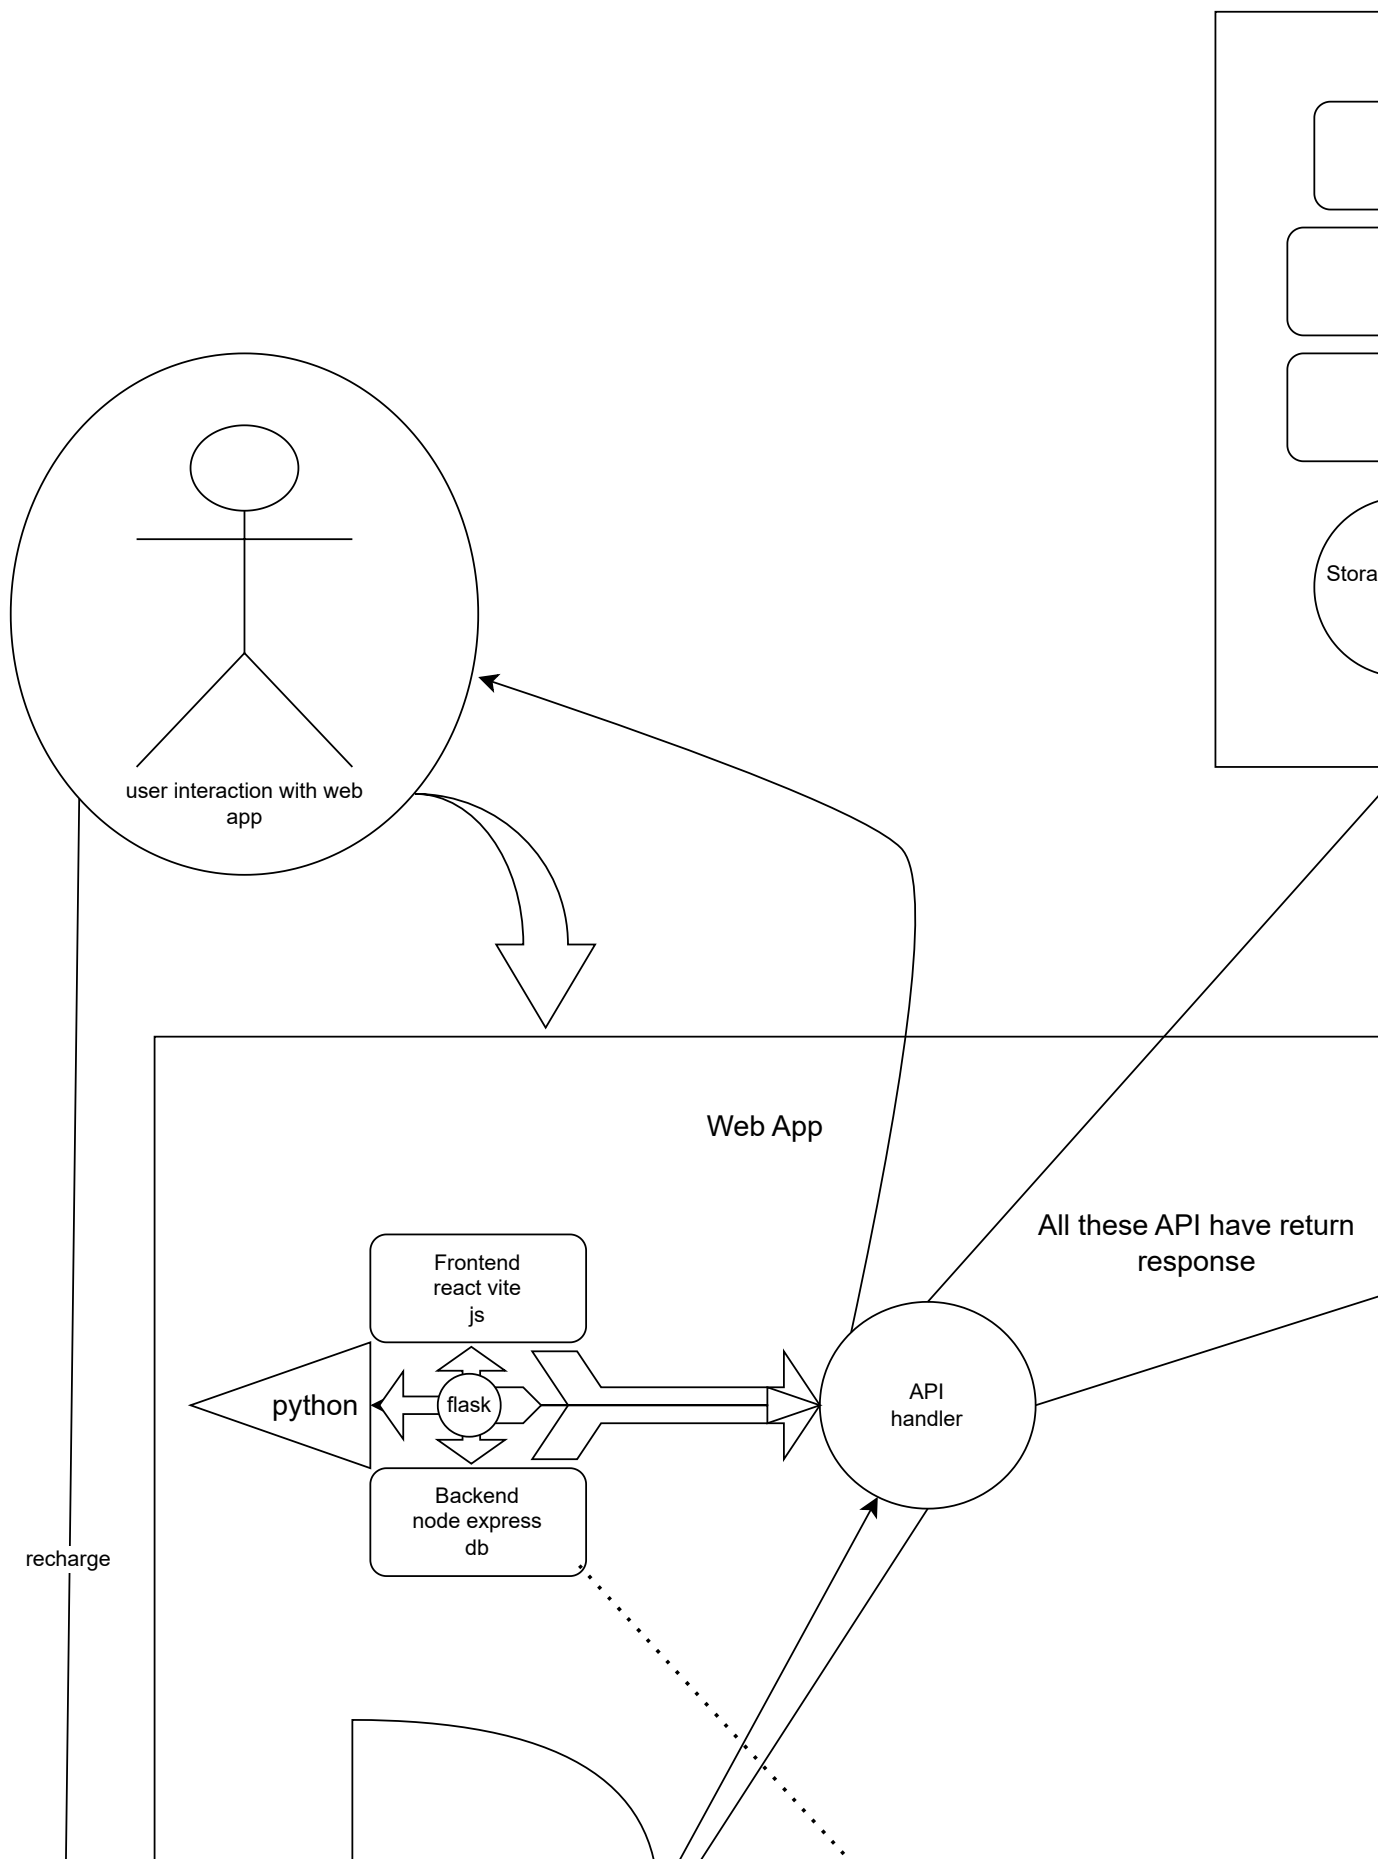 user interaction with web
app
Web App
All these API have return
response
Frontend
react vite
js
python
flask
API
handler
Backend
node express
db
recharge